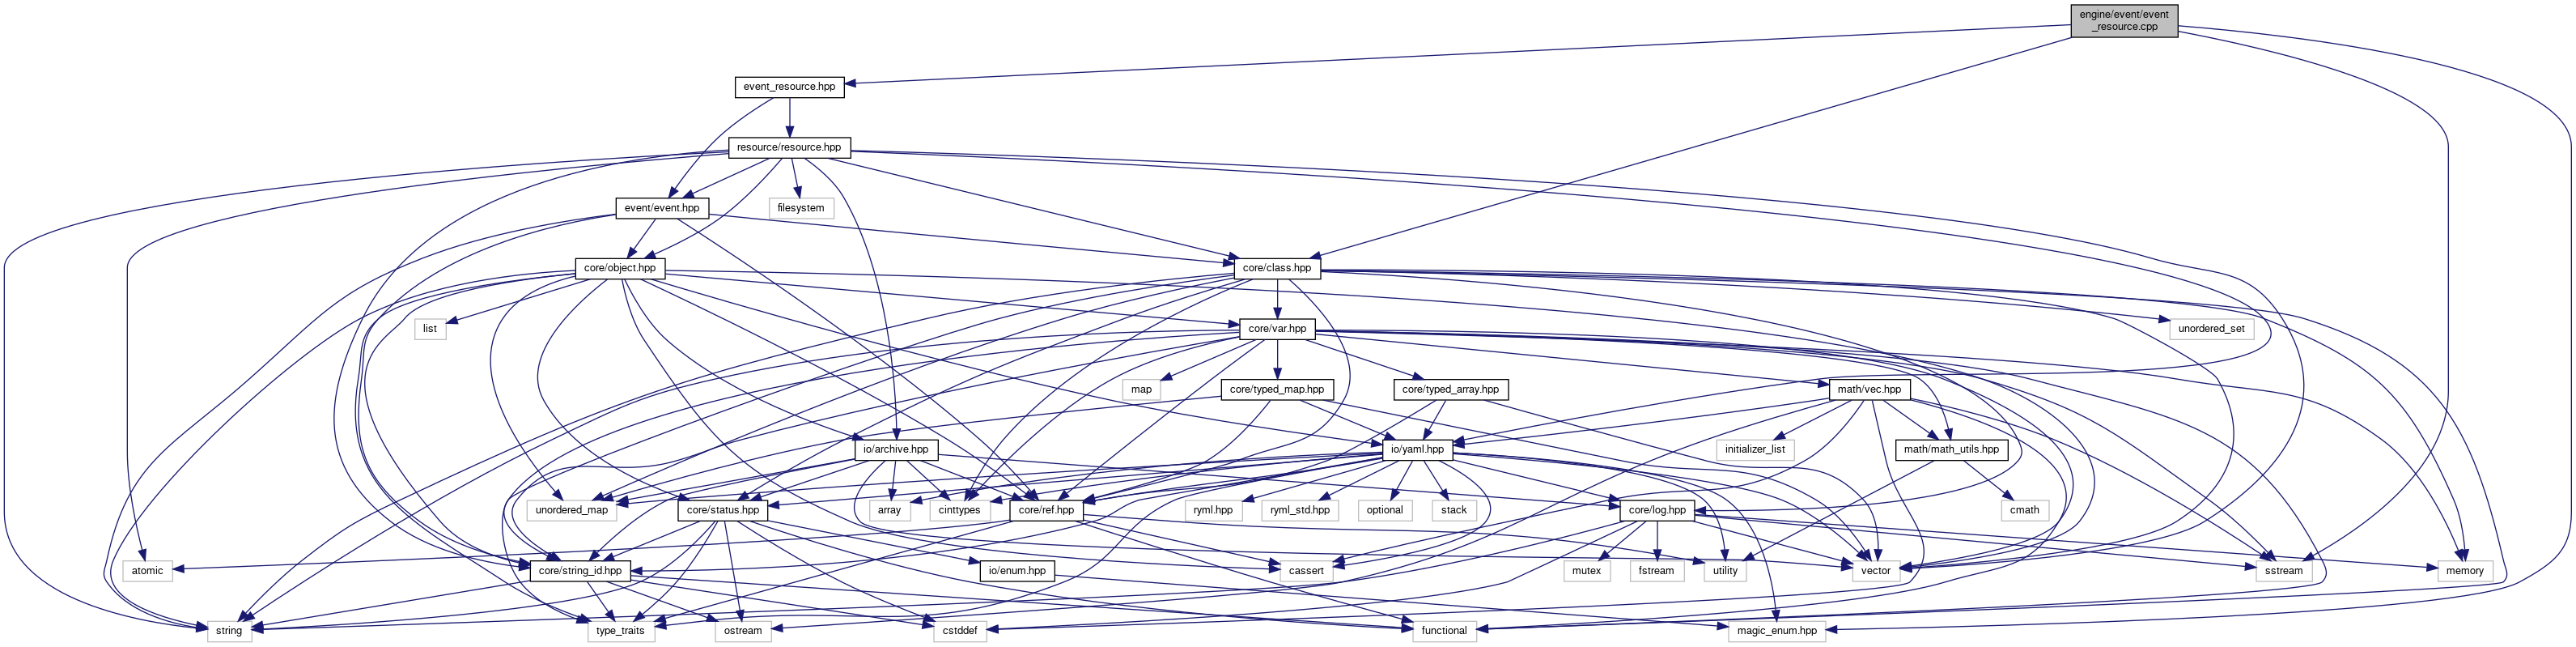 engine/event/event
_resource.cpp
event_resource.hpp
resource/resource.hpp
event/event.hpp
filesystem
core/object.hpp
core/class.hpp
list
core/var.hpp
unordered_set
map
core/typed_map.hpp
core/typed_array.hpp
math/vec.hpp
io/archive.hpp
io/yaml.hpp
initializer_list
math/math_utils.hpp
unordered_map
core/status.hpp
array
cinttypes
core/ref.hpp
ryml.hpp
ryml_std.hpp
optional
stack
core/log.hpp
cmath
atomic
core/string_id.hpp
io/enum.hpp
cassert
mutex
fstream
utility
vector
sstream
memory
string
type_traits
ostream
cstddef
functional
magic_enum.hpp